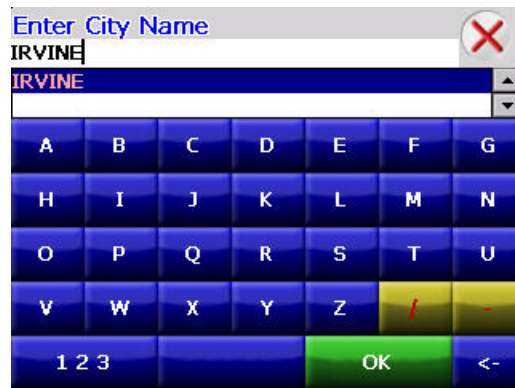 Enter City Name
IRVINE
IRVINE
A B C D E F G
H I J K L M N
O P Q R S T U
V W X Y Z / -
1 2 3 OK <-